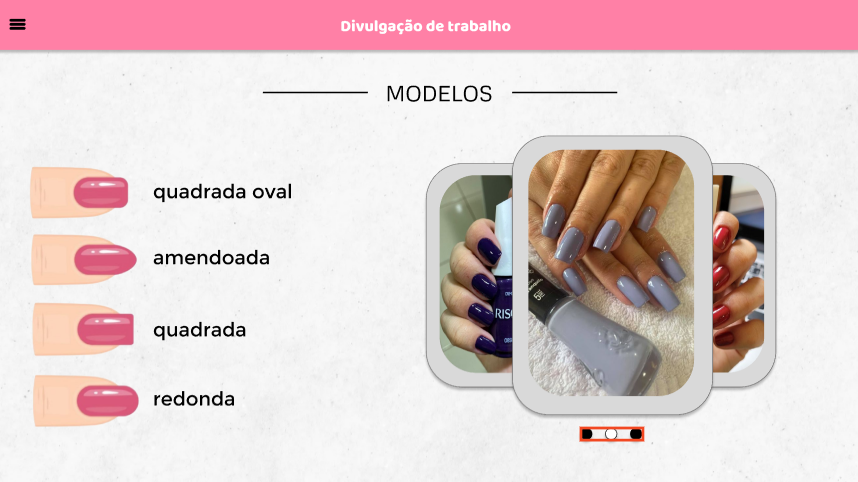 Divulgação de trabalho
MODELOS
quadrada oval
amendoada
quadrada
redonda